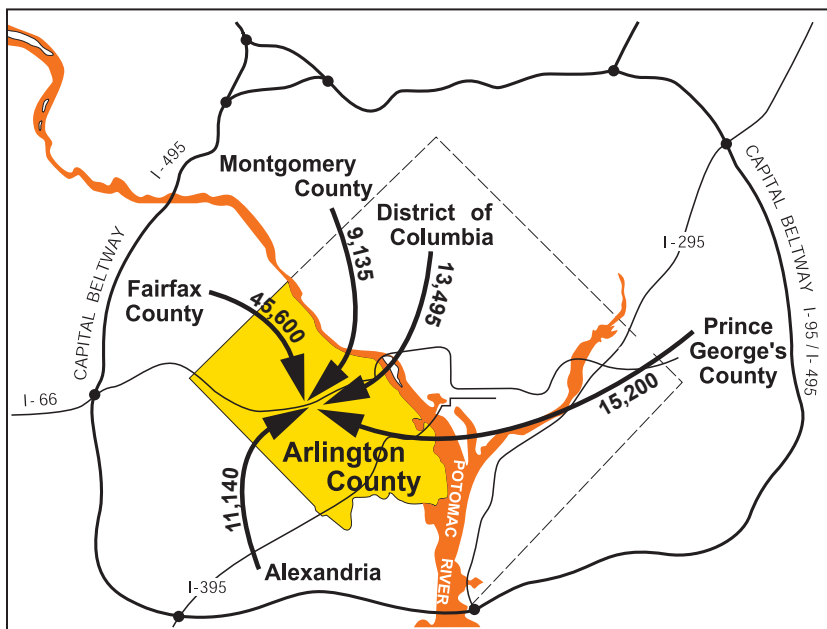 I-495
Montgomery
County
9,135
District of
Columbia
13,495
CAPITAL BELTWAY
I-295
Fairfax
County
45,600
CAPITAL BELTWAY I-95 / I-495
Prince
George's
County
15,200
I-66
Arlington
County
11,140
POTOMAC
RIVER
Alexandria
I-395